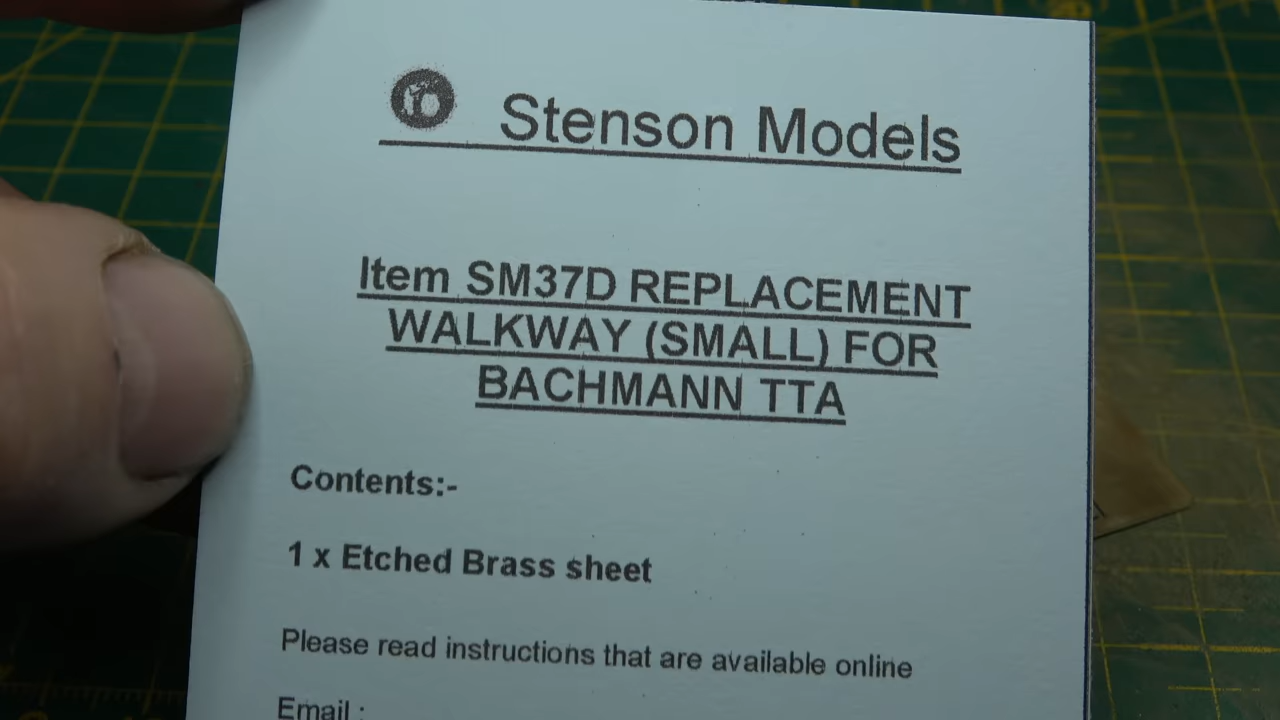 Stenson Models
Item SM37D REPLACEMENT
WALKWAY (SMALL) FOR
BACHMANN TTA
Contents:-
1 x Etched Brass sheet
Please read instructions that are available online
Email :